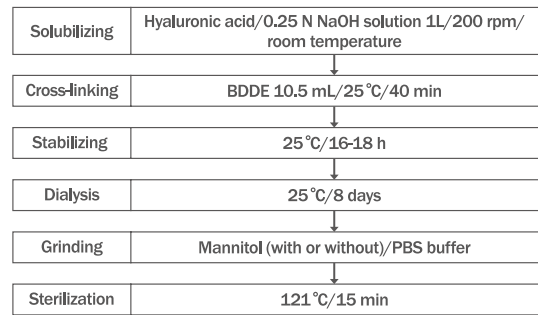 Solubilizing
Hyaluronic acid/0.25 N NaOH solution 1L/200 rpm/
room temperature
Cross-linking
BDDE 10.5 mL/25℃/40 min
Stabilizing
25℃/16-18 h
Dialysis
25℃/8 days
Grinding
Mannitol (with or without)/PBS buffer
Sterilization
121℃/15 min